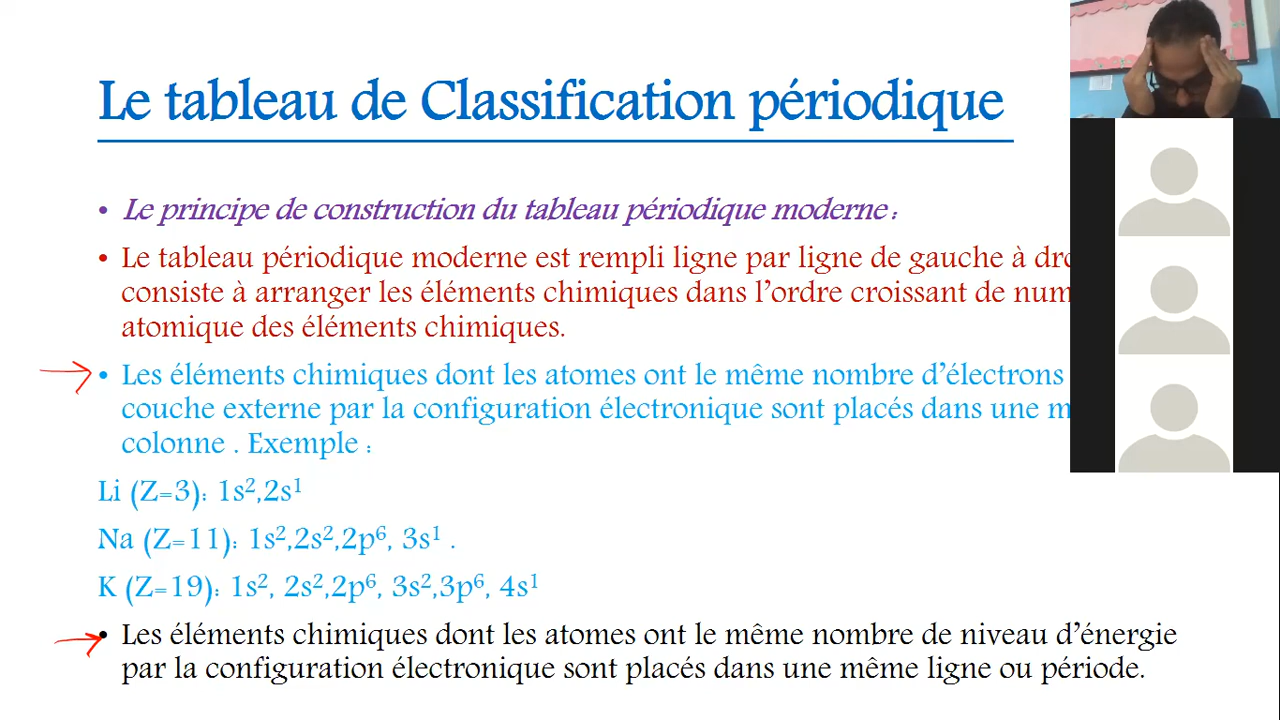 Le tableau de Classification périodique
• Le principe de construction du tableau périodique moderne :
• Le tableau périodique moderne est rempli ligne par ligne de gauche à
consiste à arranger les éléments chimiques dans l’ordre croissant de
atomique des éléments chimiques.
• Les éléments chimiques dont les atomes ont le même nombre d’électrons
couche externe par la configuration électronique sont placés dans une
colonne . Exemple :
Li (Z=3): 1s²,2s¹
Na (Z=11): 1s²,2s²,2p⁶, 3s¹ .
K (Z=19): 1s², 2s²,2p⁶, 3s²,3p⁶, 4s¹
• Les éléments chimiques dont les atomes ont le même nombre de niveau d’énergie
par la configuration électronique sont placés dans une même ligne ou période.